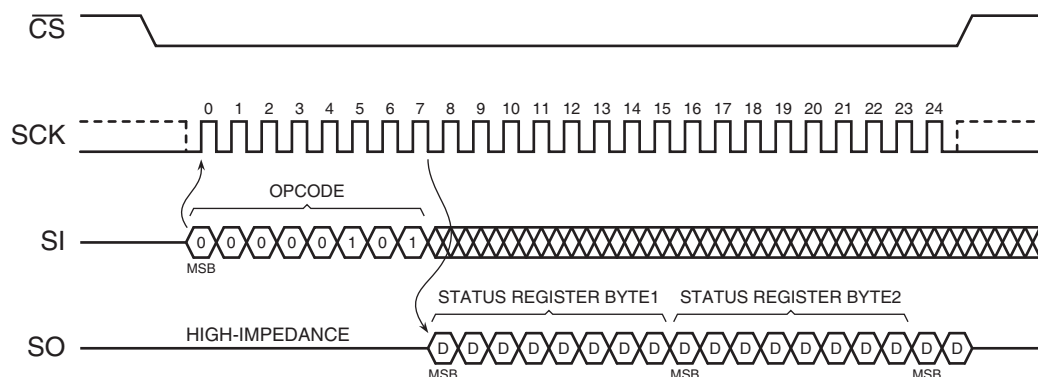 CS
0 1 2 3 4 5 6 7 8 9 10 11 12 13 14 15 16 17 18 19 20 21 22 23 24
SCK
OPCODE
SI 0 0 0 0 0 1 0 1
MSB
STATUS REGISTER BYTE1 STATUS REGISTER BYTE2
HIGH-IMPEDANCE
SO D D D D D D D D D D D D D D D D D D
MSB MSB MSB